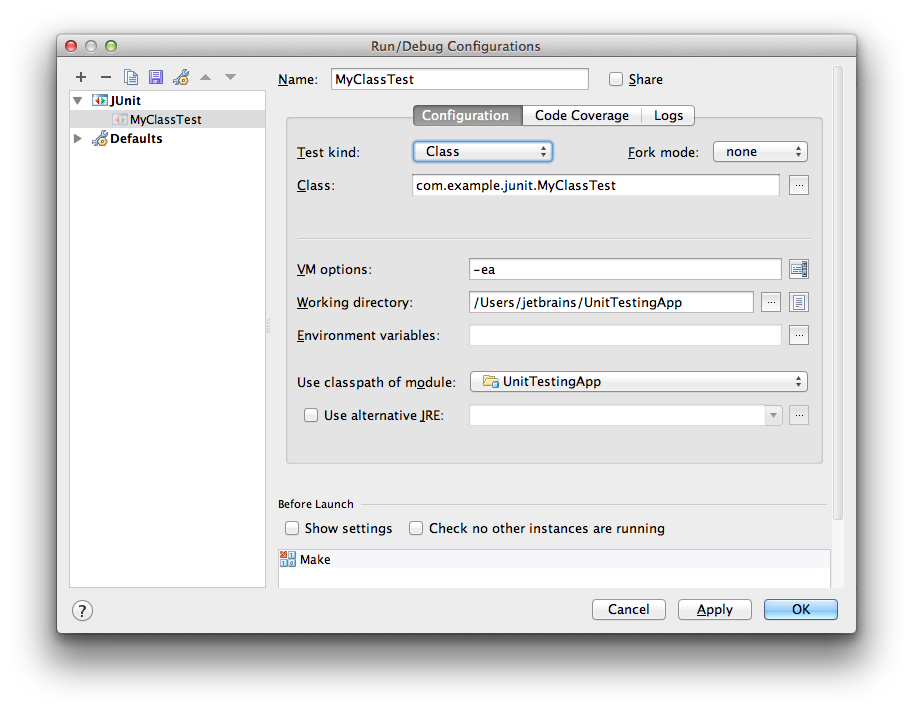 Run/Debug Configurations
JUnit
MyClassTest
Defaults
Name: MyClassTest Share
Configuration Code Coverage Logs
Test kind: Class Fork mode: none
Class: com.example.junit.MyClassTest ...
VM options: -ea
Working directory: /Users/jetbrains/UnitTestingApp ...
Environment variables: ...
Use classpath of module: UnitTestingApp
Use alternative JRE: ...
Before Launch
Show settings Check no other instances are running
Make
? Cancel Apply OK